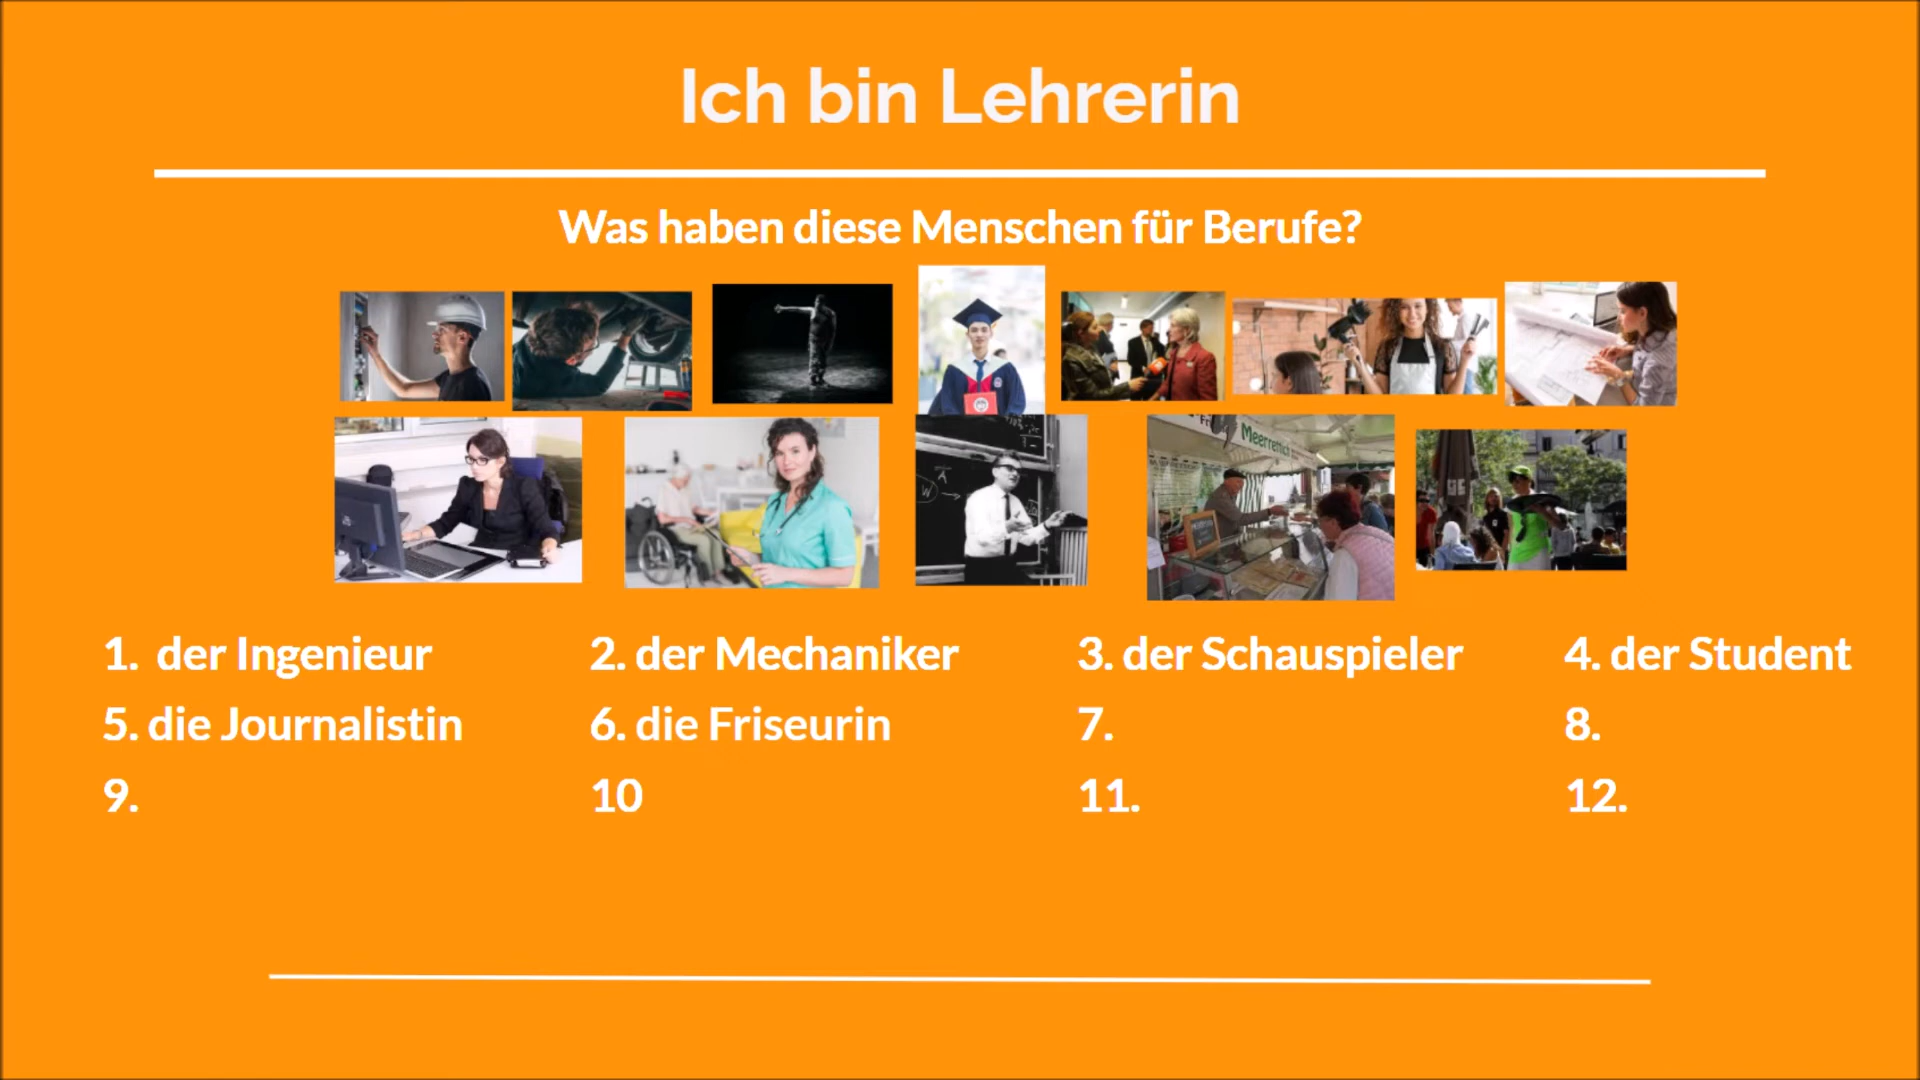 Ich bin Lehrerin
Was haben diese Menschen für Berufe?
Meerrettich
W
1. der Ingenieur
2. der Mechaniker
3. der Schauspieler
4. der Student
5. die Journalistin
6. die Friseurin
7.
8.
9.
10
11.
12.